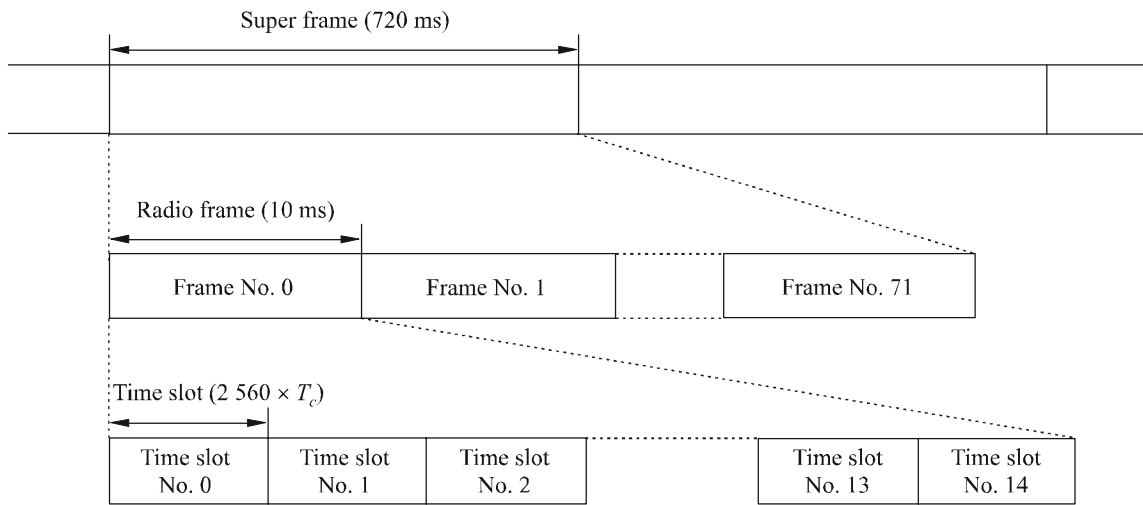 Super frame (720 ms)
Radio frame (10 ms)
Frame No. 0
Frame No. 1
Frame No. 71
Time slot (2 560 × Tc)
Time slot
No. 0
Time slot
No. 1
Time slot
No. 2
Time slot
No. 13
Time slot
No. 14